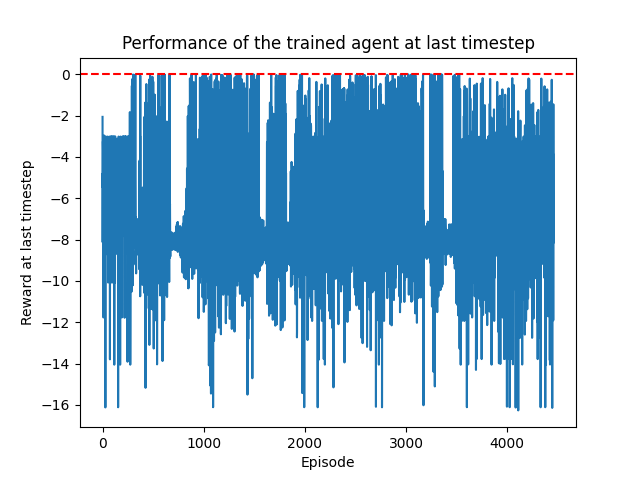 Performance of the trained agent at last timestep
0
−2
−4
−6
−8
−10
−12
−14
−16
Reward at last timestep
0 1000 2000 3000 4000
Episode